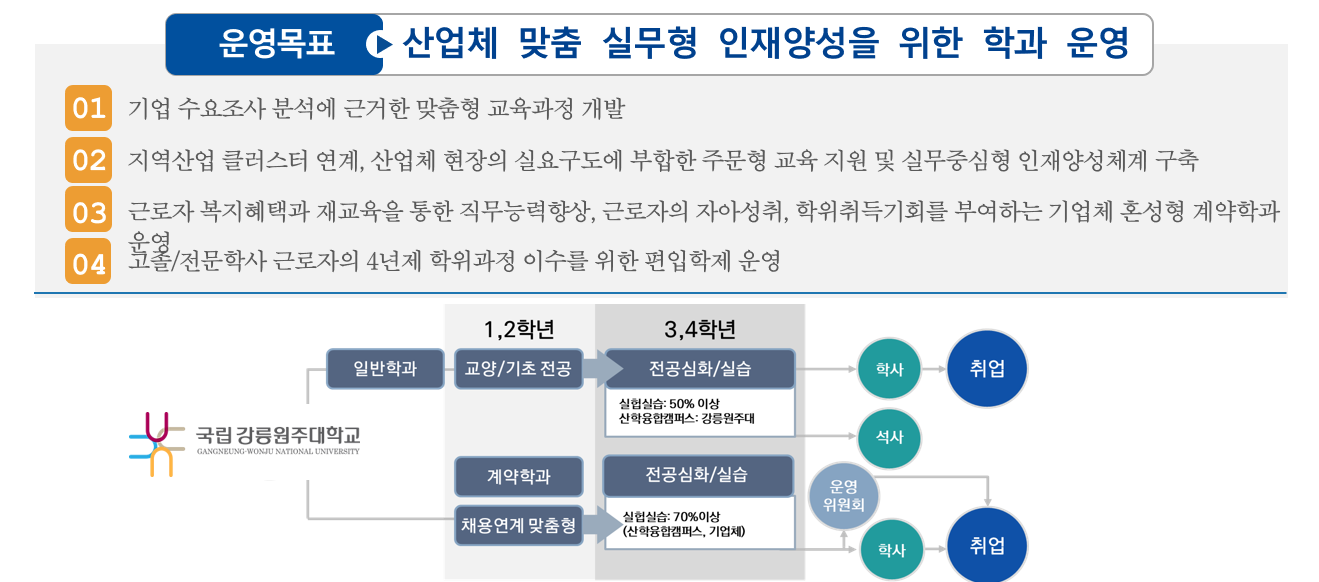 운영목표 산업체 맞춤 실무형 인재양성을 위한 학과 운영
01 기업 수요조사 분석에 근거한 맞춤형 교육과정 개발
02 지역산업 클러스터 연계, 산업체 현장의 실요구도에 부합한 주문형 교육 지원 및 실무중심형 인재양성체계 구축
03 근로자 복지혜택과 재교육을 통한 직무능력향상, 근로자의 자아성취, 학위취득기회를 부여하는 기업체 혼성형 계약학과
운영
04 고졸/전문학사 근로자의 4년제 학위과정 이수를 위한 편입학제 운영
1,2학년 3,4학년
일반학과 교양/기초 전공 전공심화/실습 학사 취업
실험실습: 50% 이상
산학융합캠퍼스: 강릉원주대
국립강릉원주대학교
GANGNEUNG-WONJU NATIONAL UNIVERSITY
석사
계약학과 전공심화/실습
운영
위원회
채용연계 맞춤형
실험실습: 70%이상
(산학융합캠퍼스, 기업체)
학사 취업